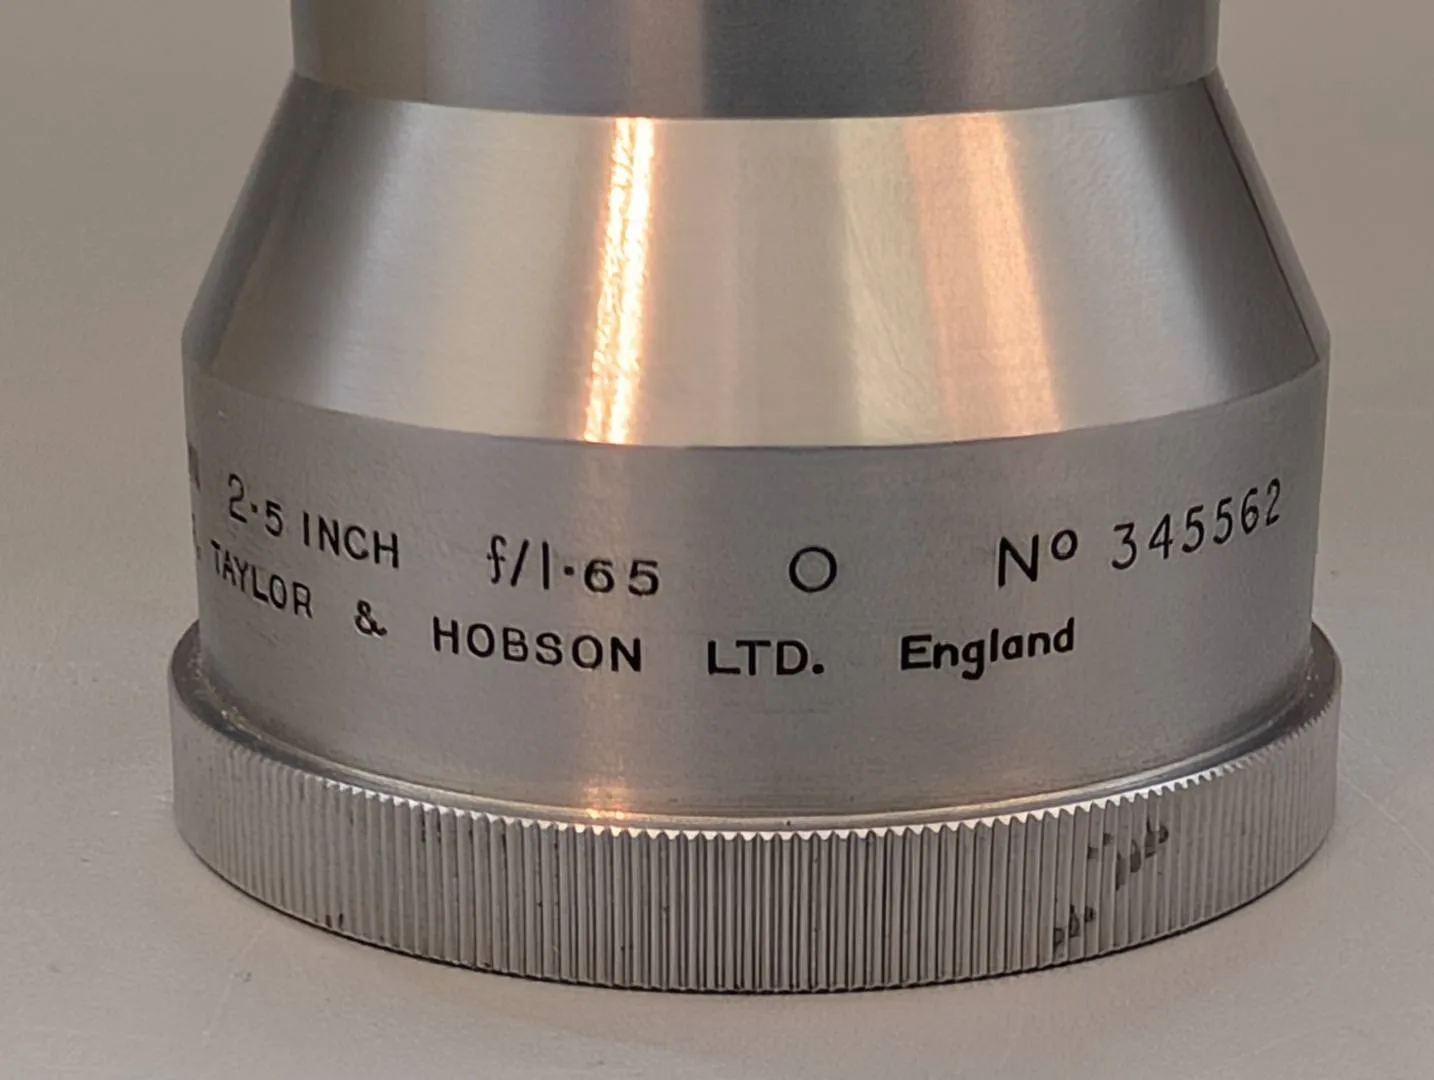 2·5 INCH f/1·65 O Nº 345562
TAYLOR & HOBSON LTD. England